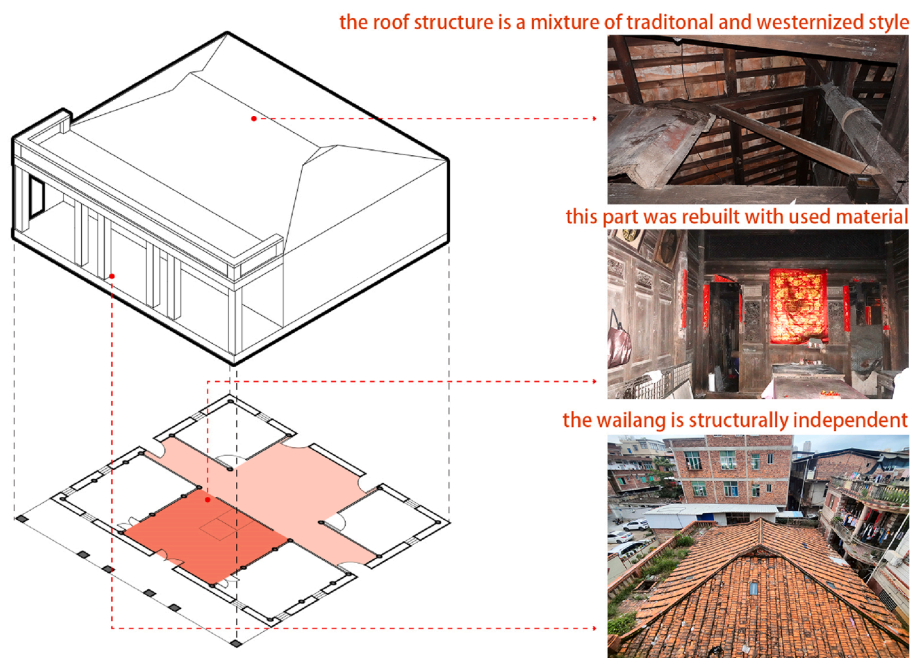 the roof structure is a mixture of traditonal and westernized style
this part was rebuilt with used material
the wailang is structurally independent